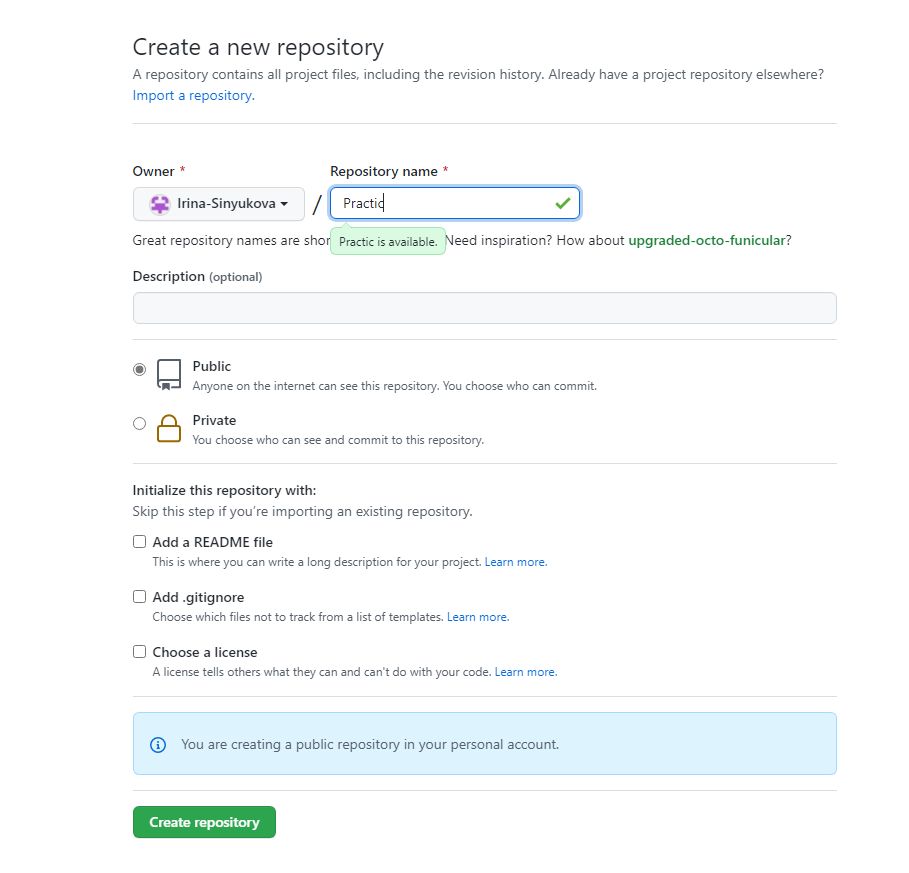 Create a new repository
A repository contains all project files, including the revision history. Already have a project repository elsewhere?
Import a repository.
Owner *
Repository name *
Irina-Sinyukova
/
Practic
Great repository names are shor
Practic is available.
Need inspiration? How about upgraded-octo-funicular?
Description (optional)
Public
Anyone on the internet can see this repository. You choose who can commit.
Private
You choose who can see and commit to this repository.
Initialize this repository with:
Skip this step if you're importing an existing repository.
Add a README file
This is where you can write a long description for your project. Learn more.
Add .gitignore
Choose which files not to track from a list of templates. Learn more.
Choose a license
A license tells others what they can and can't do with your code. Learn more.
You are creating a public repository in your personal account.
Create repository